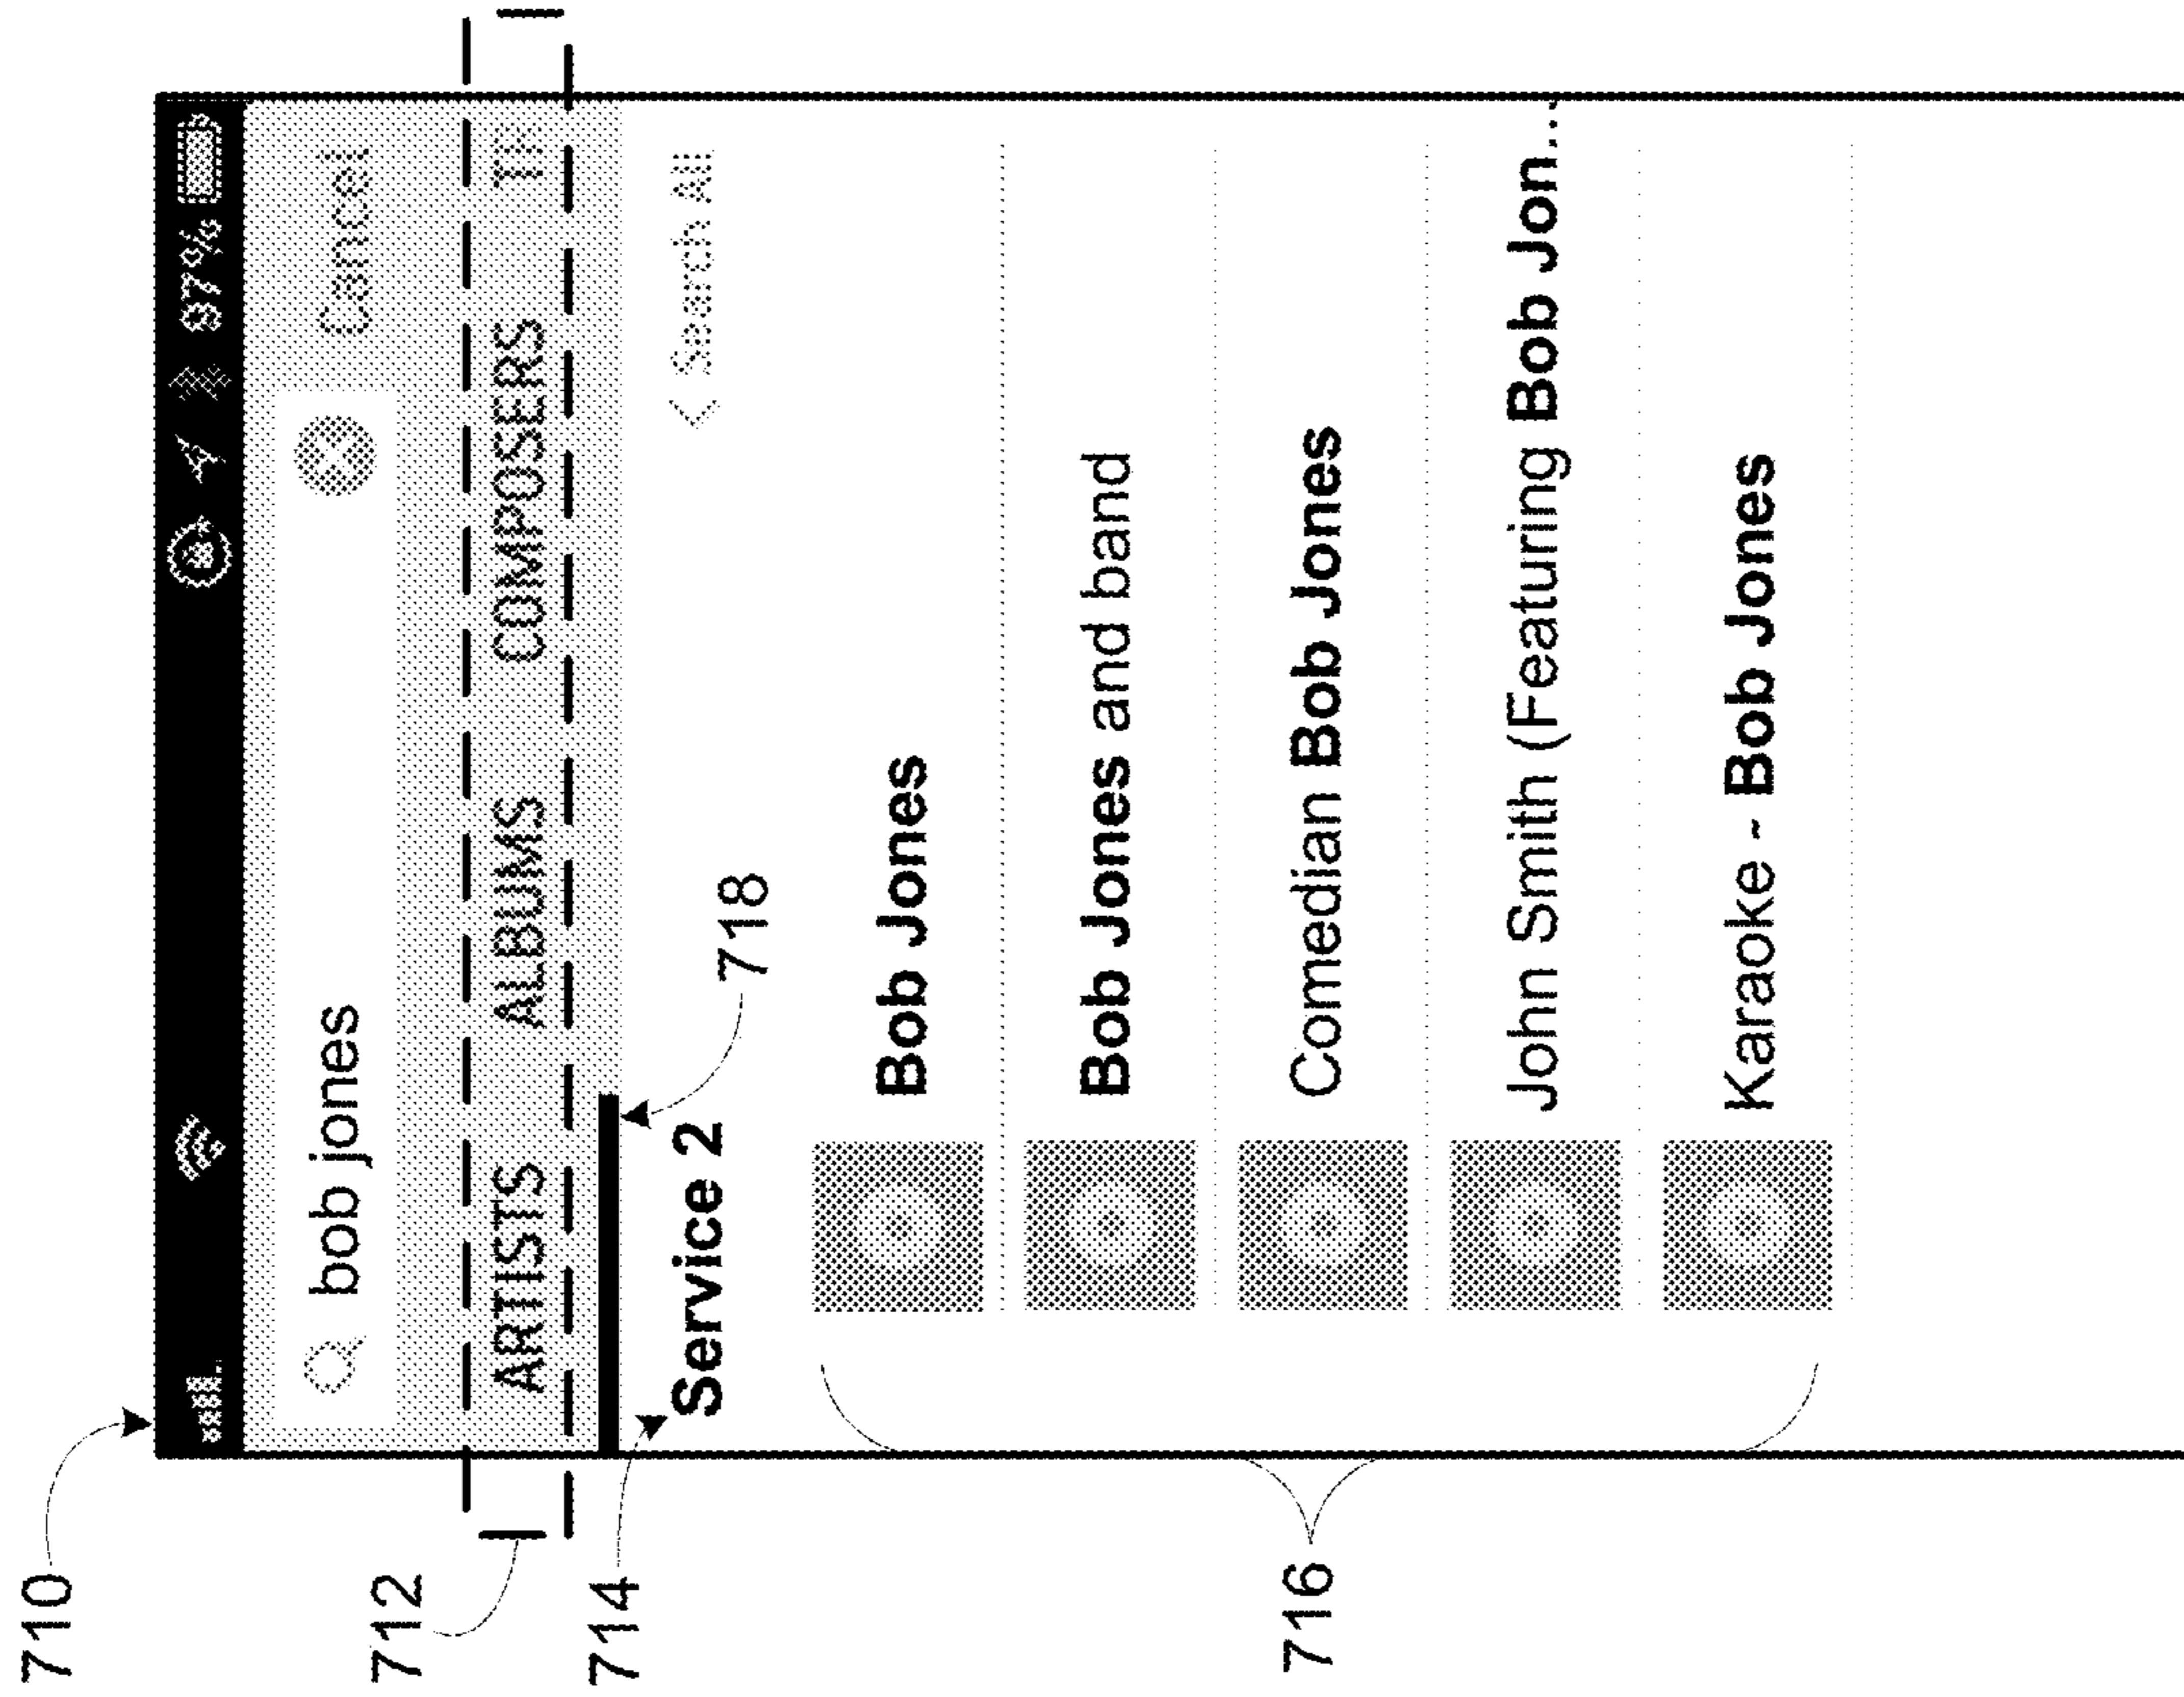 710
97%
bob jones Cancel
712
ARTISTS ALBUMS COMPOSERS
714
Service 2 < Search All
718
Bob Jones
Bob Jones and band
Comedian Bob Jones
716
John Smith (Featuring Bob Jon...
Karaoke - Bob Jones